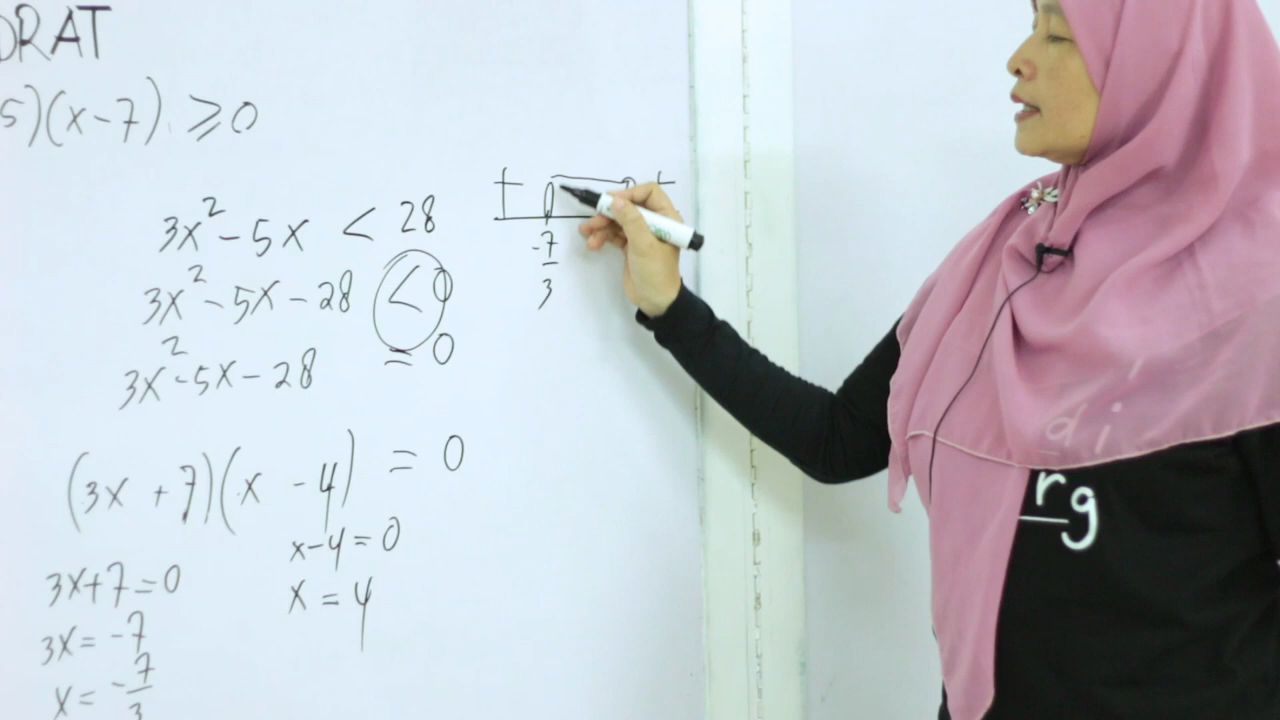 DRAT
5)(x-7) ≥ 0
3x² - 5x < 28
3x² - 5x - 28 < 0
3x² - 5x - 28 = 0
(3x + 7)(x - 4) = 0
3x+7=0
3x = -7
x = -7/3
x-4=0
x = 4
+ +
-7/3
di
rg